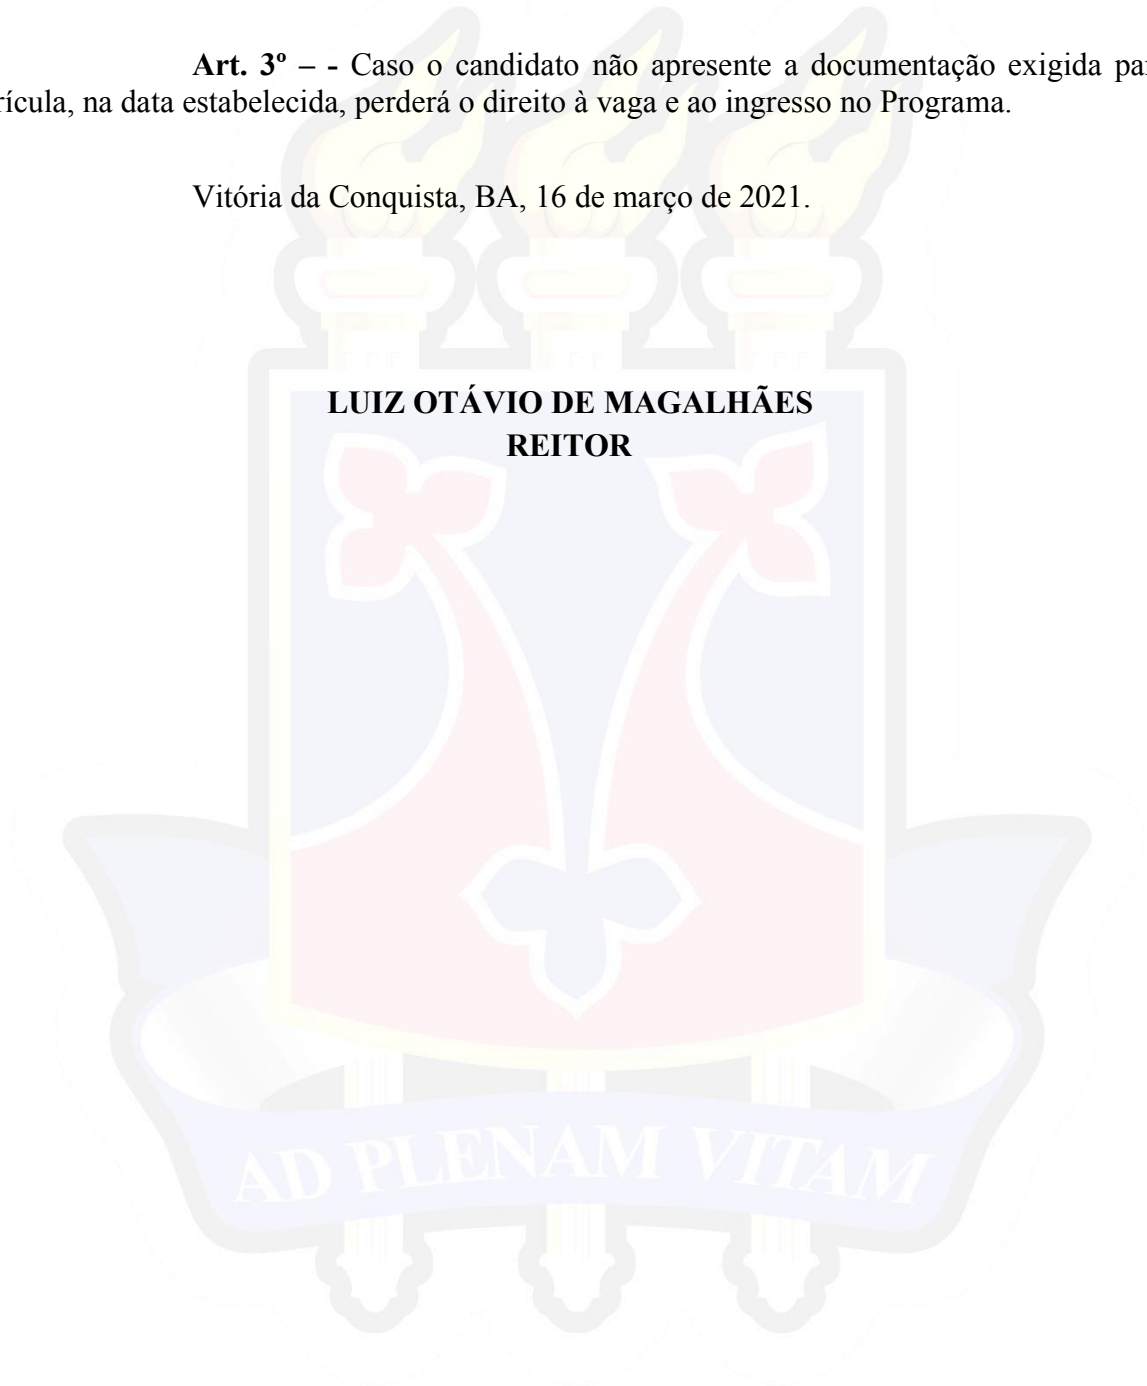 Art. 3º – - Caso o candidato não apresente a documentação exigida pa
rícula, na data estabelecida, perderá o direito à vaga e ao ingresso no Programa.
Vitória da Conquista, BA, 16 de março de 2021.
LUIZ OTÁVIO DE MAGALHÃES
REITOR
AD PLENAM VITAM